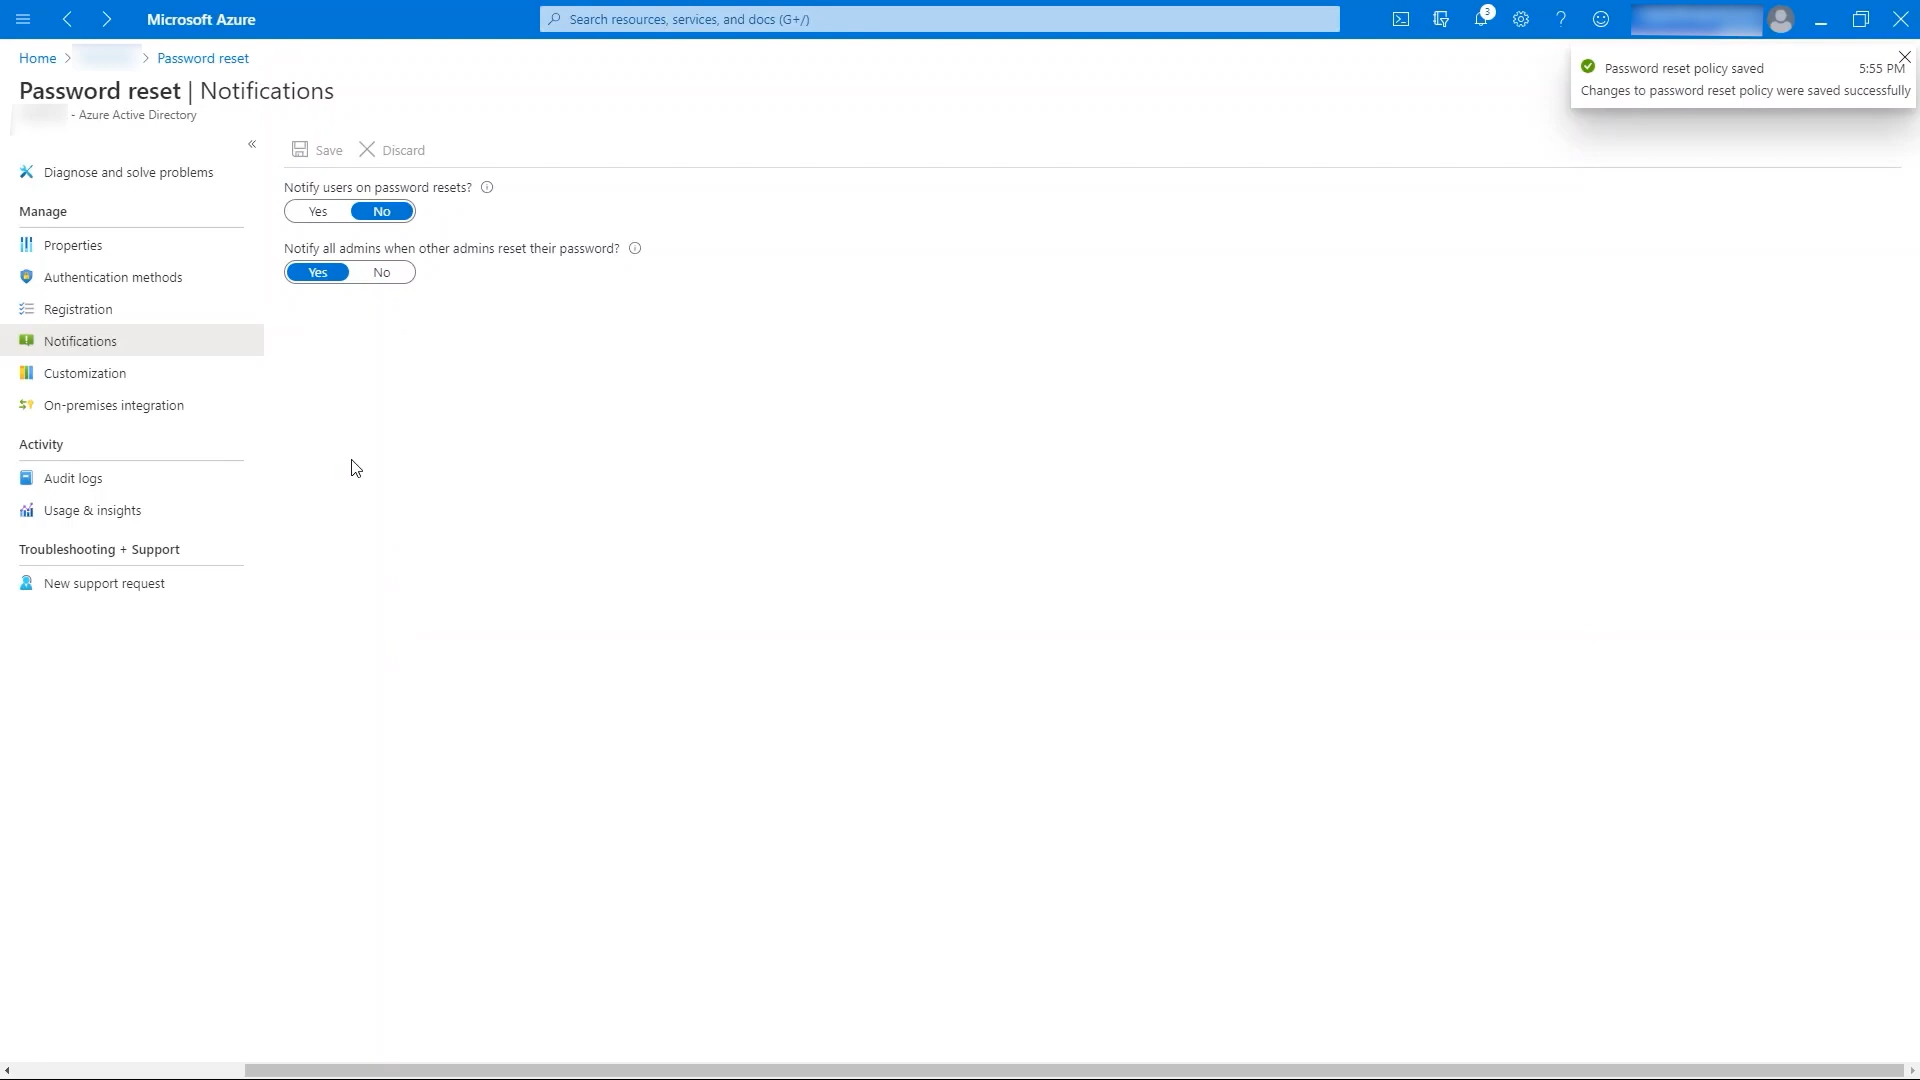 Microsoft Azure
Search resources, services, and docs (G+/)
3
Home > > Password reset
Password reset | Notifications
- Azure Active Directory
Password reset policy saved 5:55 PM
Changes to password reset policy were saved successfully
«
Save Discard
Diagnose and solve problems
Manage
Properties
Authentication methods
Registration
Notifications
Customization
On-premises integration
Activity
Audit logs
Usage & insights
Troubleshooting + Support
New support request
Notify users on password resets?
Yes No
Notify all admins when other admins reset their password?
Yes No